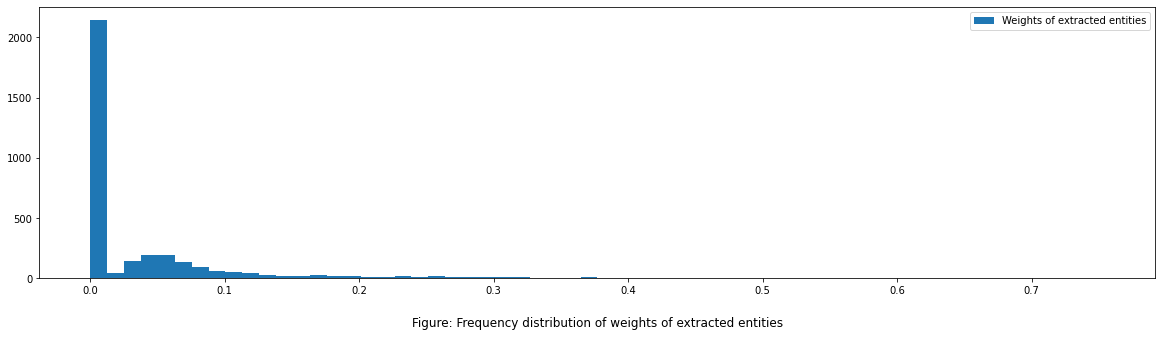 Weights of extracted entities
2000
1500
1000
500
0
0.0 0.1 0.2 0.3 0.4 0.5 0.6 0.7
Figure: Frequency distribution of weights of extracted entities